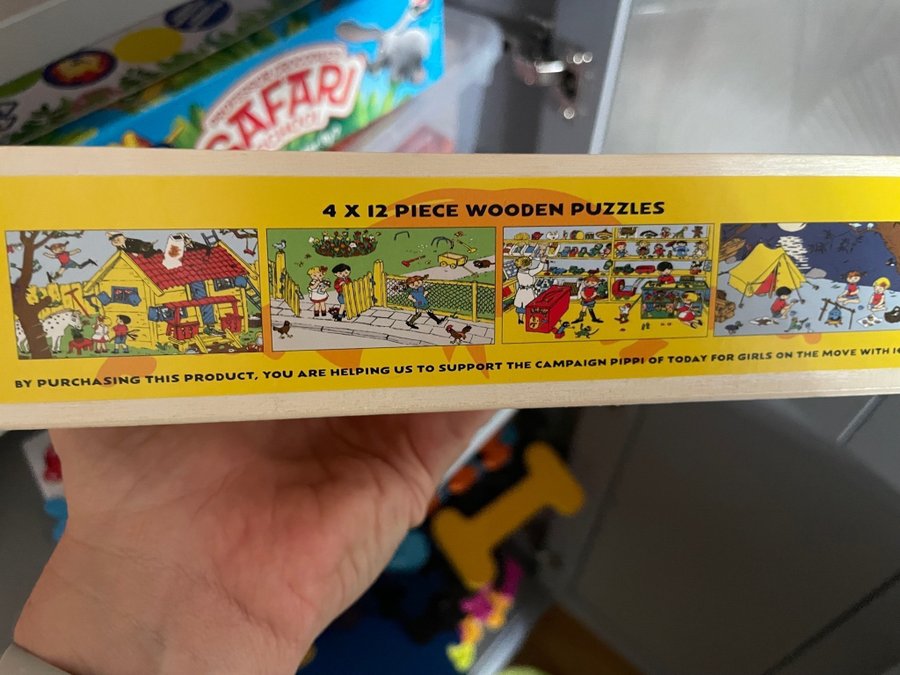 SAFARI
4 X 12 PIECE WOODEN PUZZLES
BY PURCHASING THIS PRODUCT, YOU ARE HELPING US TO SUPPORT THE CAMPAIGN PIPPI OF TODAY FOR GIRLS ON THE MOVE WITH